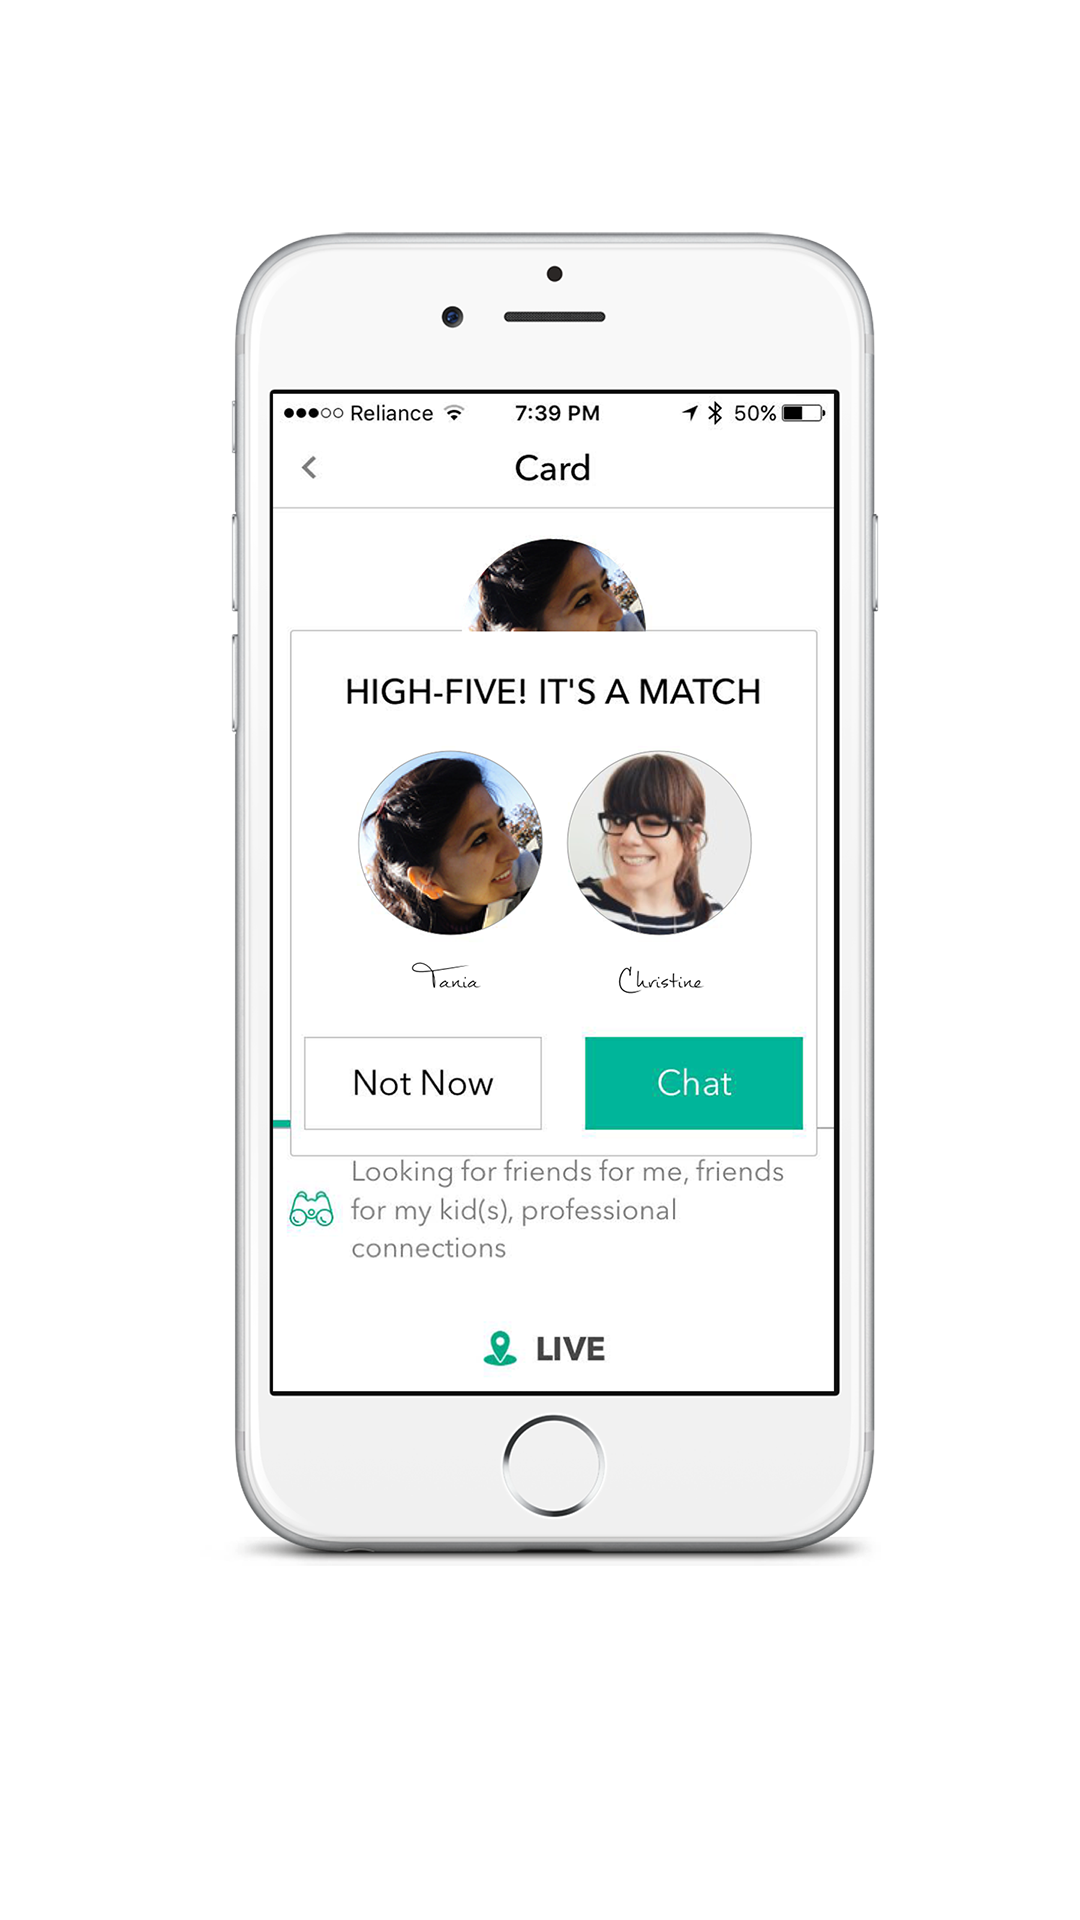 Reliance 7:39 PM 50%
Card
HIGH-FIVE! IT'S A MATCH
Tania Christine
Not Now Chat
Looking for friends for me, friends
for my kid(s), professional
connections
LIVE